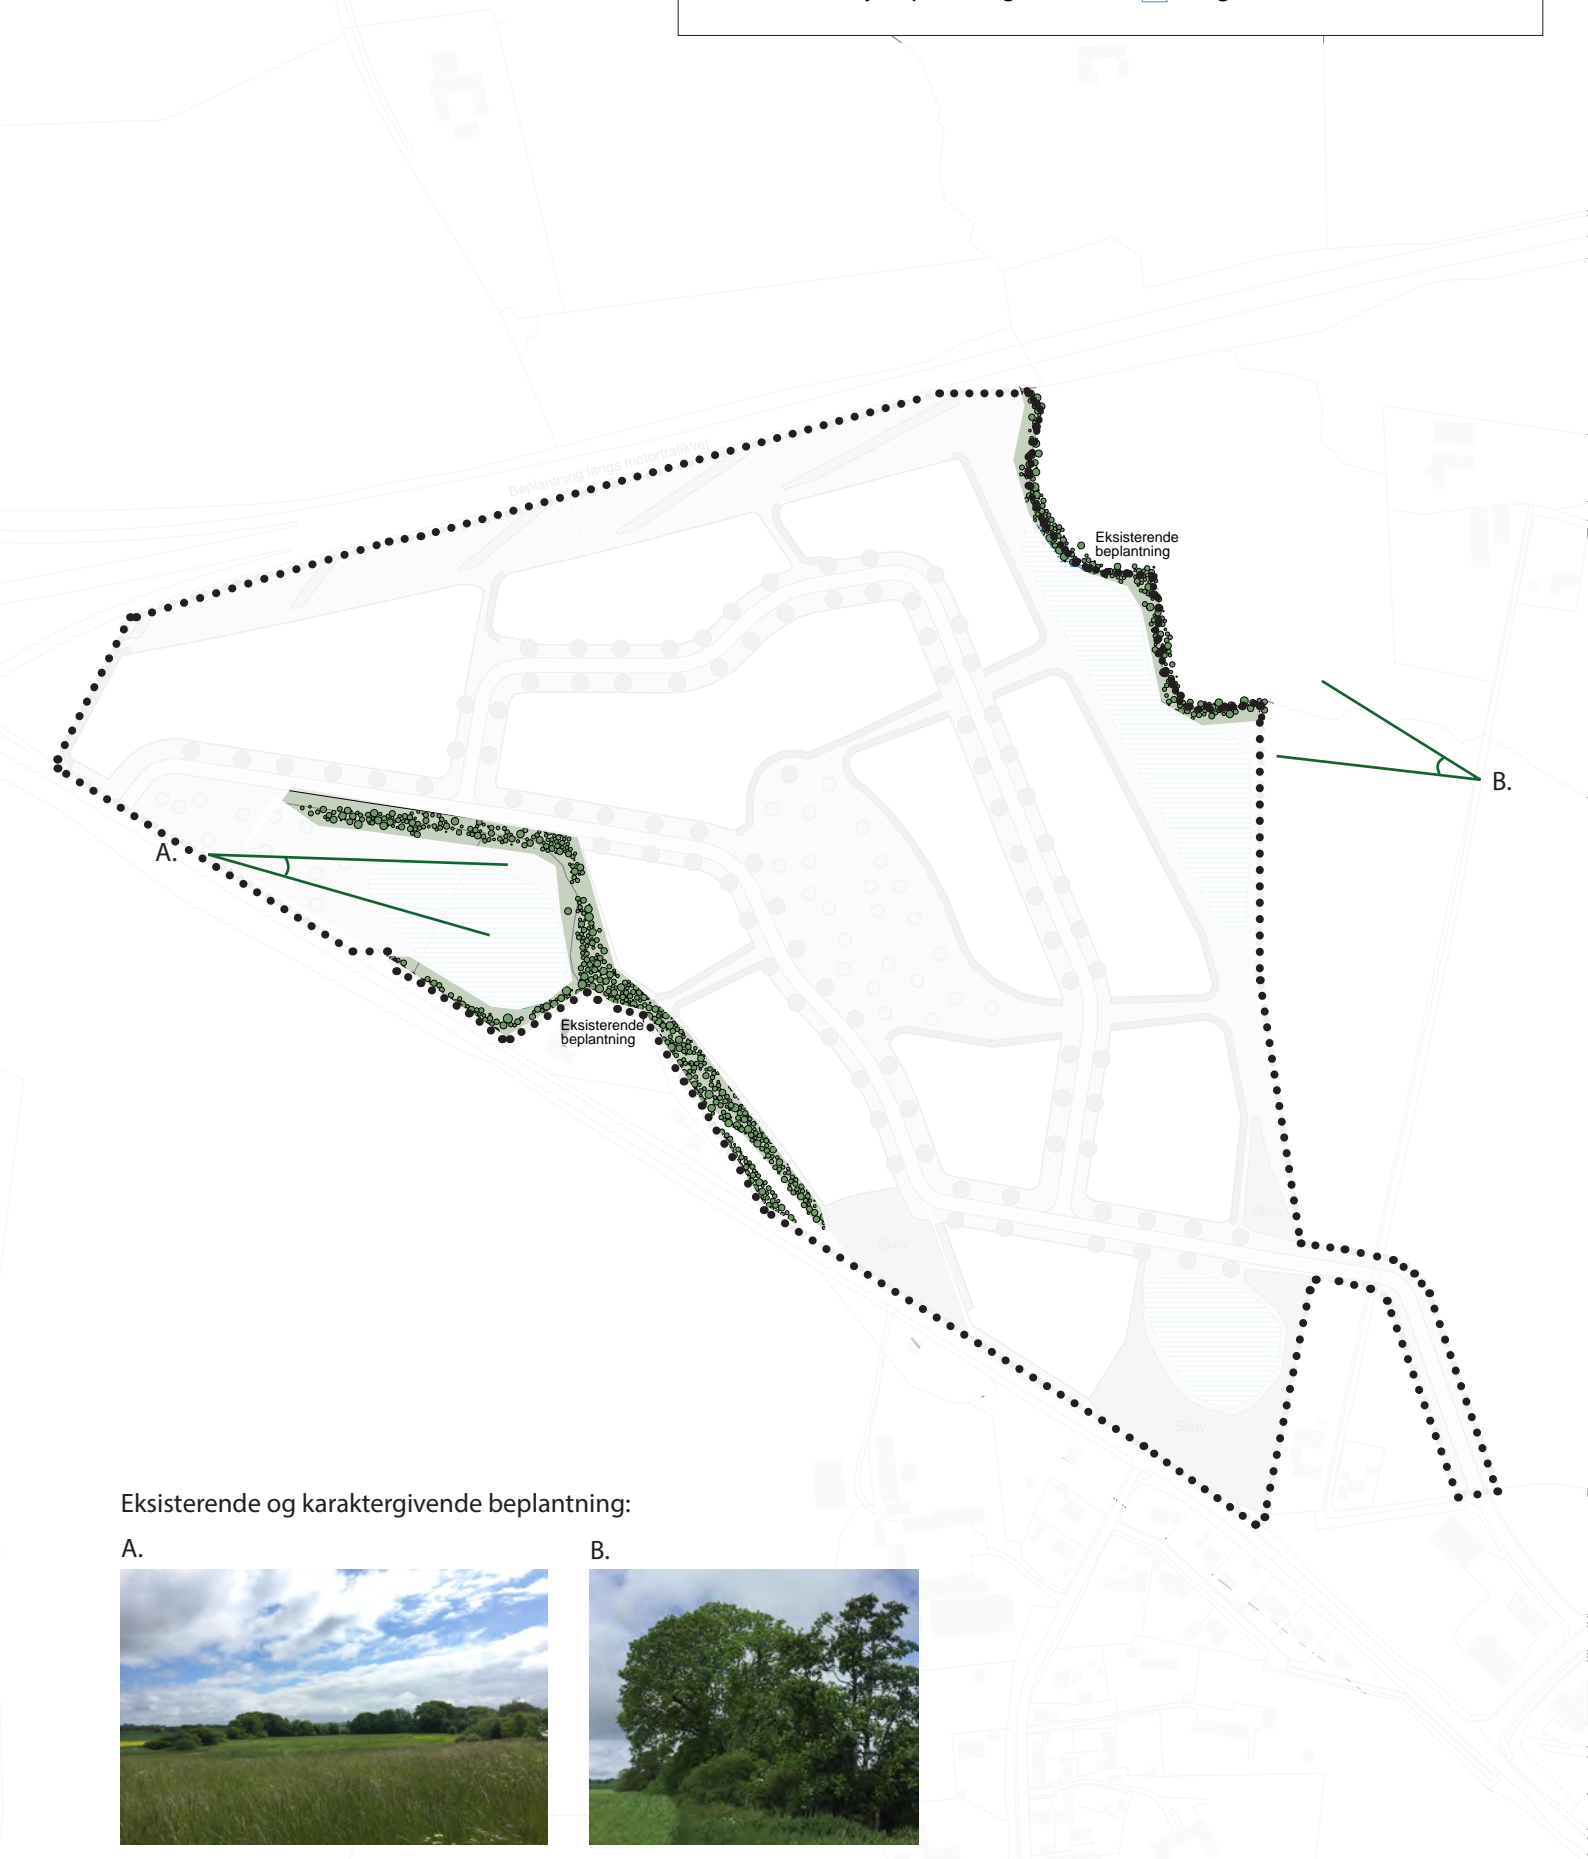 Beplantning langs motortrafikvej
Eksisterende
beplantning
B.
A.
Eksisterende
beplantning
Skov
Skov
Skov
Eksisterende og karaktergivende beplantning:
A.
B.